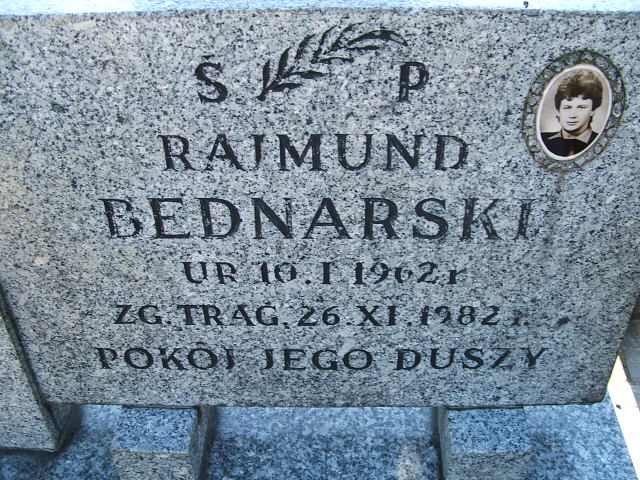 Ś P
RAJMUND
BEDNARSKI
UR 10.I 1962 r
ZG. TRAG. 26.XI.1982 r.
POKÓJ JEGO DUSZY